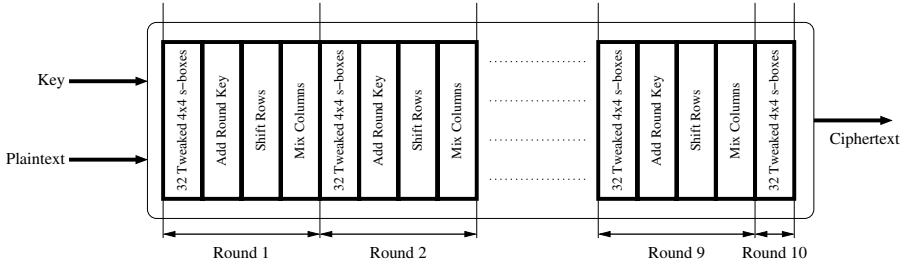 Key
Plaintext
32 Tweaked 4x4 s−boxes
Add Round Key
Shift Rows
Mix Columns
32 Tweaked 4x4 s−boxes
Add Round Key
Shift Rows
Mix Columns
32 Tweaked 4x4 s−boxes
Add Round Key
Shift Rows
Mix Columns
32 Tweaked 4x4 s−boxes
Ciphertext
Round 1
Round 2
Round 9
Round 10